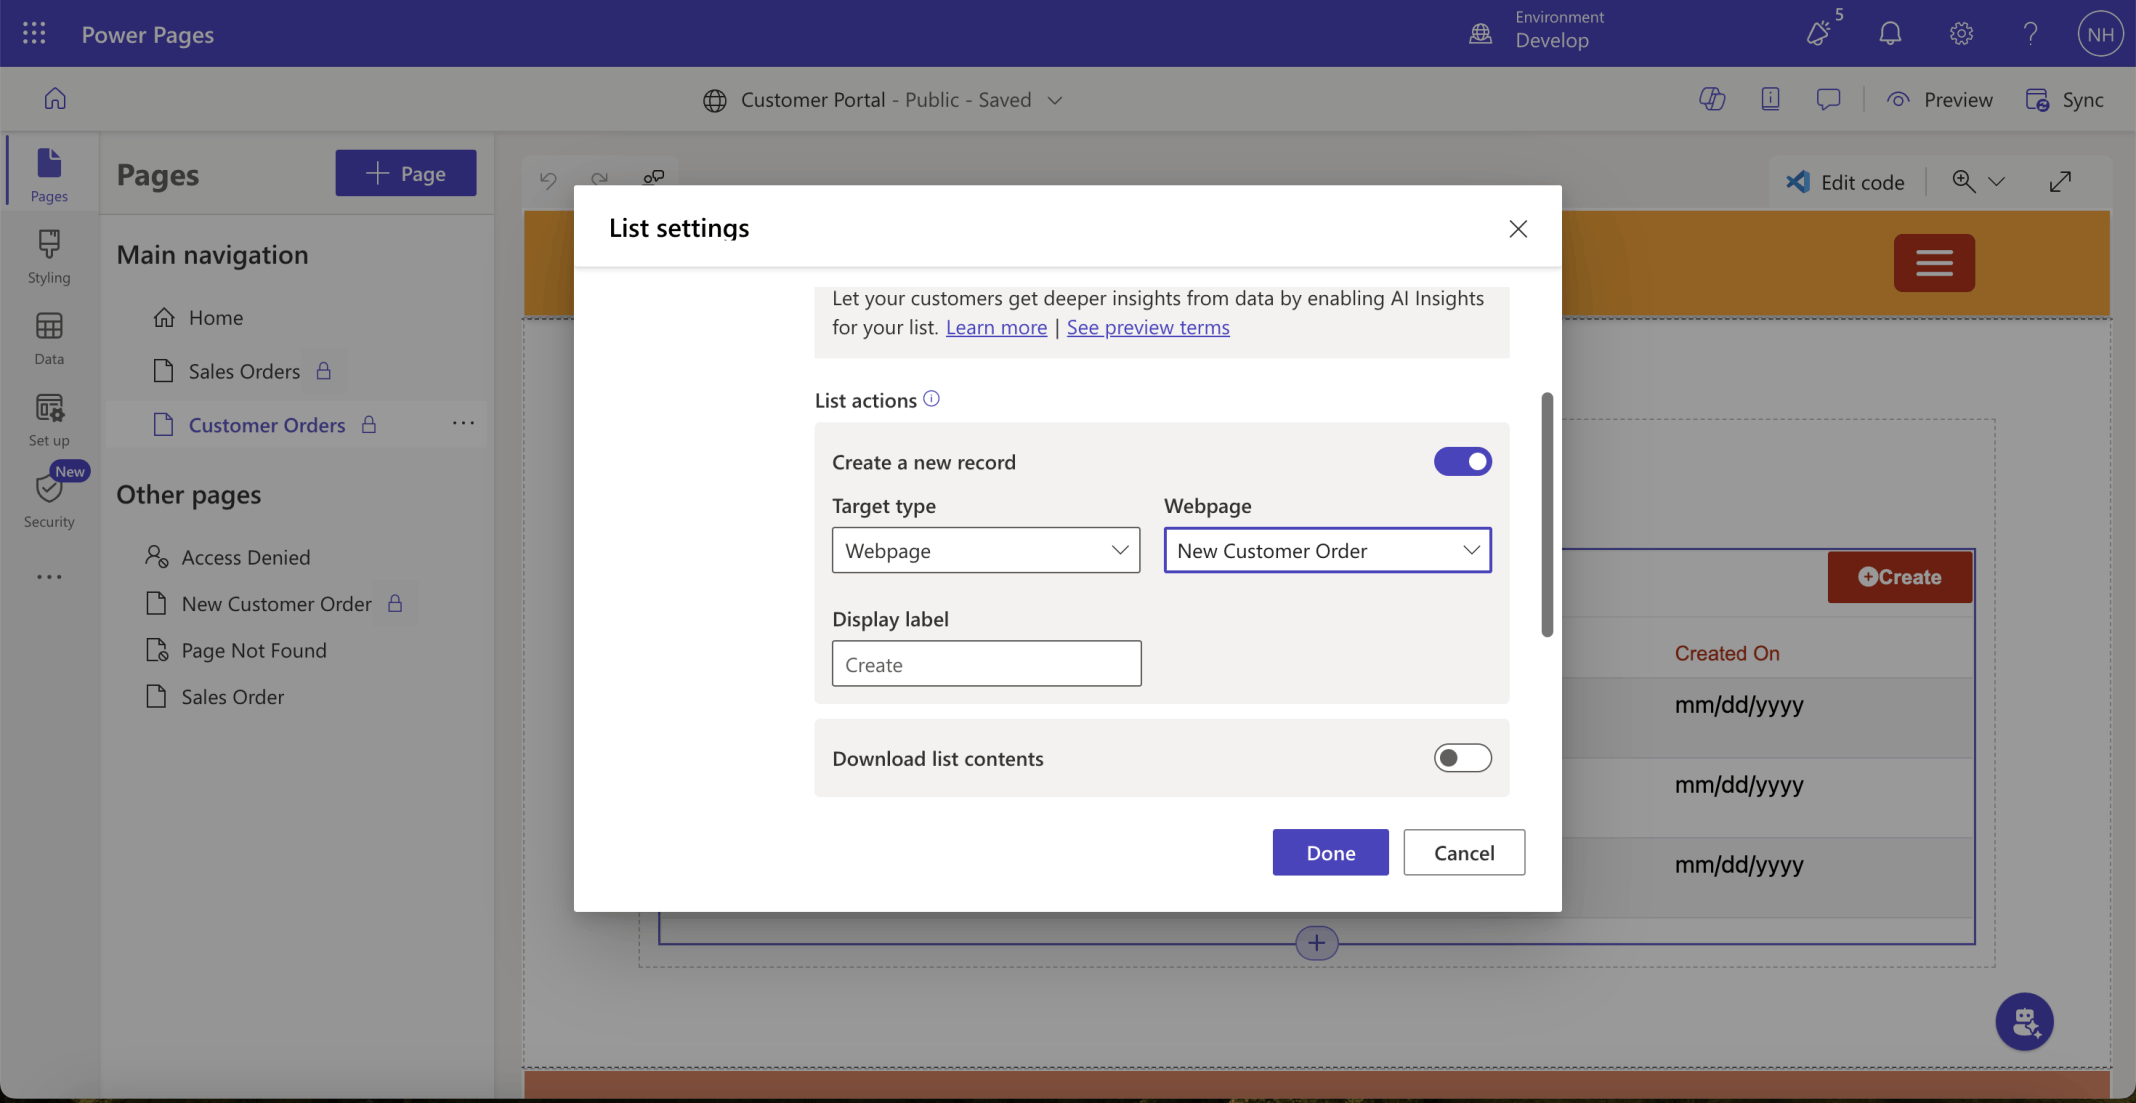 Power Pages
Environment
Develop
5
NH
Customer Portal - Public - Saved
Preview
Sync
Pages
Styling
Data
Set up
New
Security
Pages
Page
Main navigation
Home
Sales Orders
Customer Orders
Other pages
Access Denied
New Customer Order
Page Not Found
Sales Order
Edit code
List settings
Let your customers get deeper insights from data by enabling AI Insights
for your list. Learn more | See preview terms
List actions
Create a new record
Target type
Webpage
Webpage
New Customer Order
Display label
Create
Download list contents
Done
Cancel
Create
Created On
mm/dd/yyyy
mm/dd/yyyy
mm/dd/yyyy